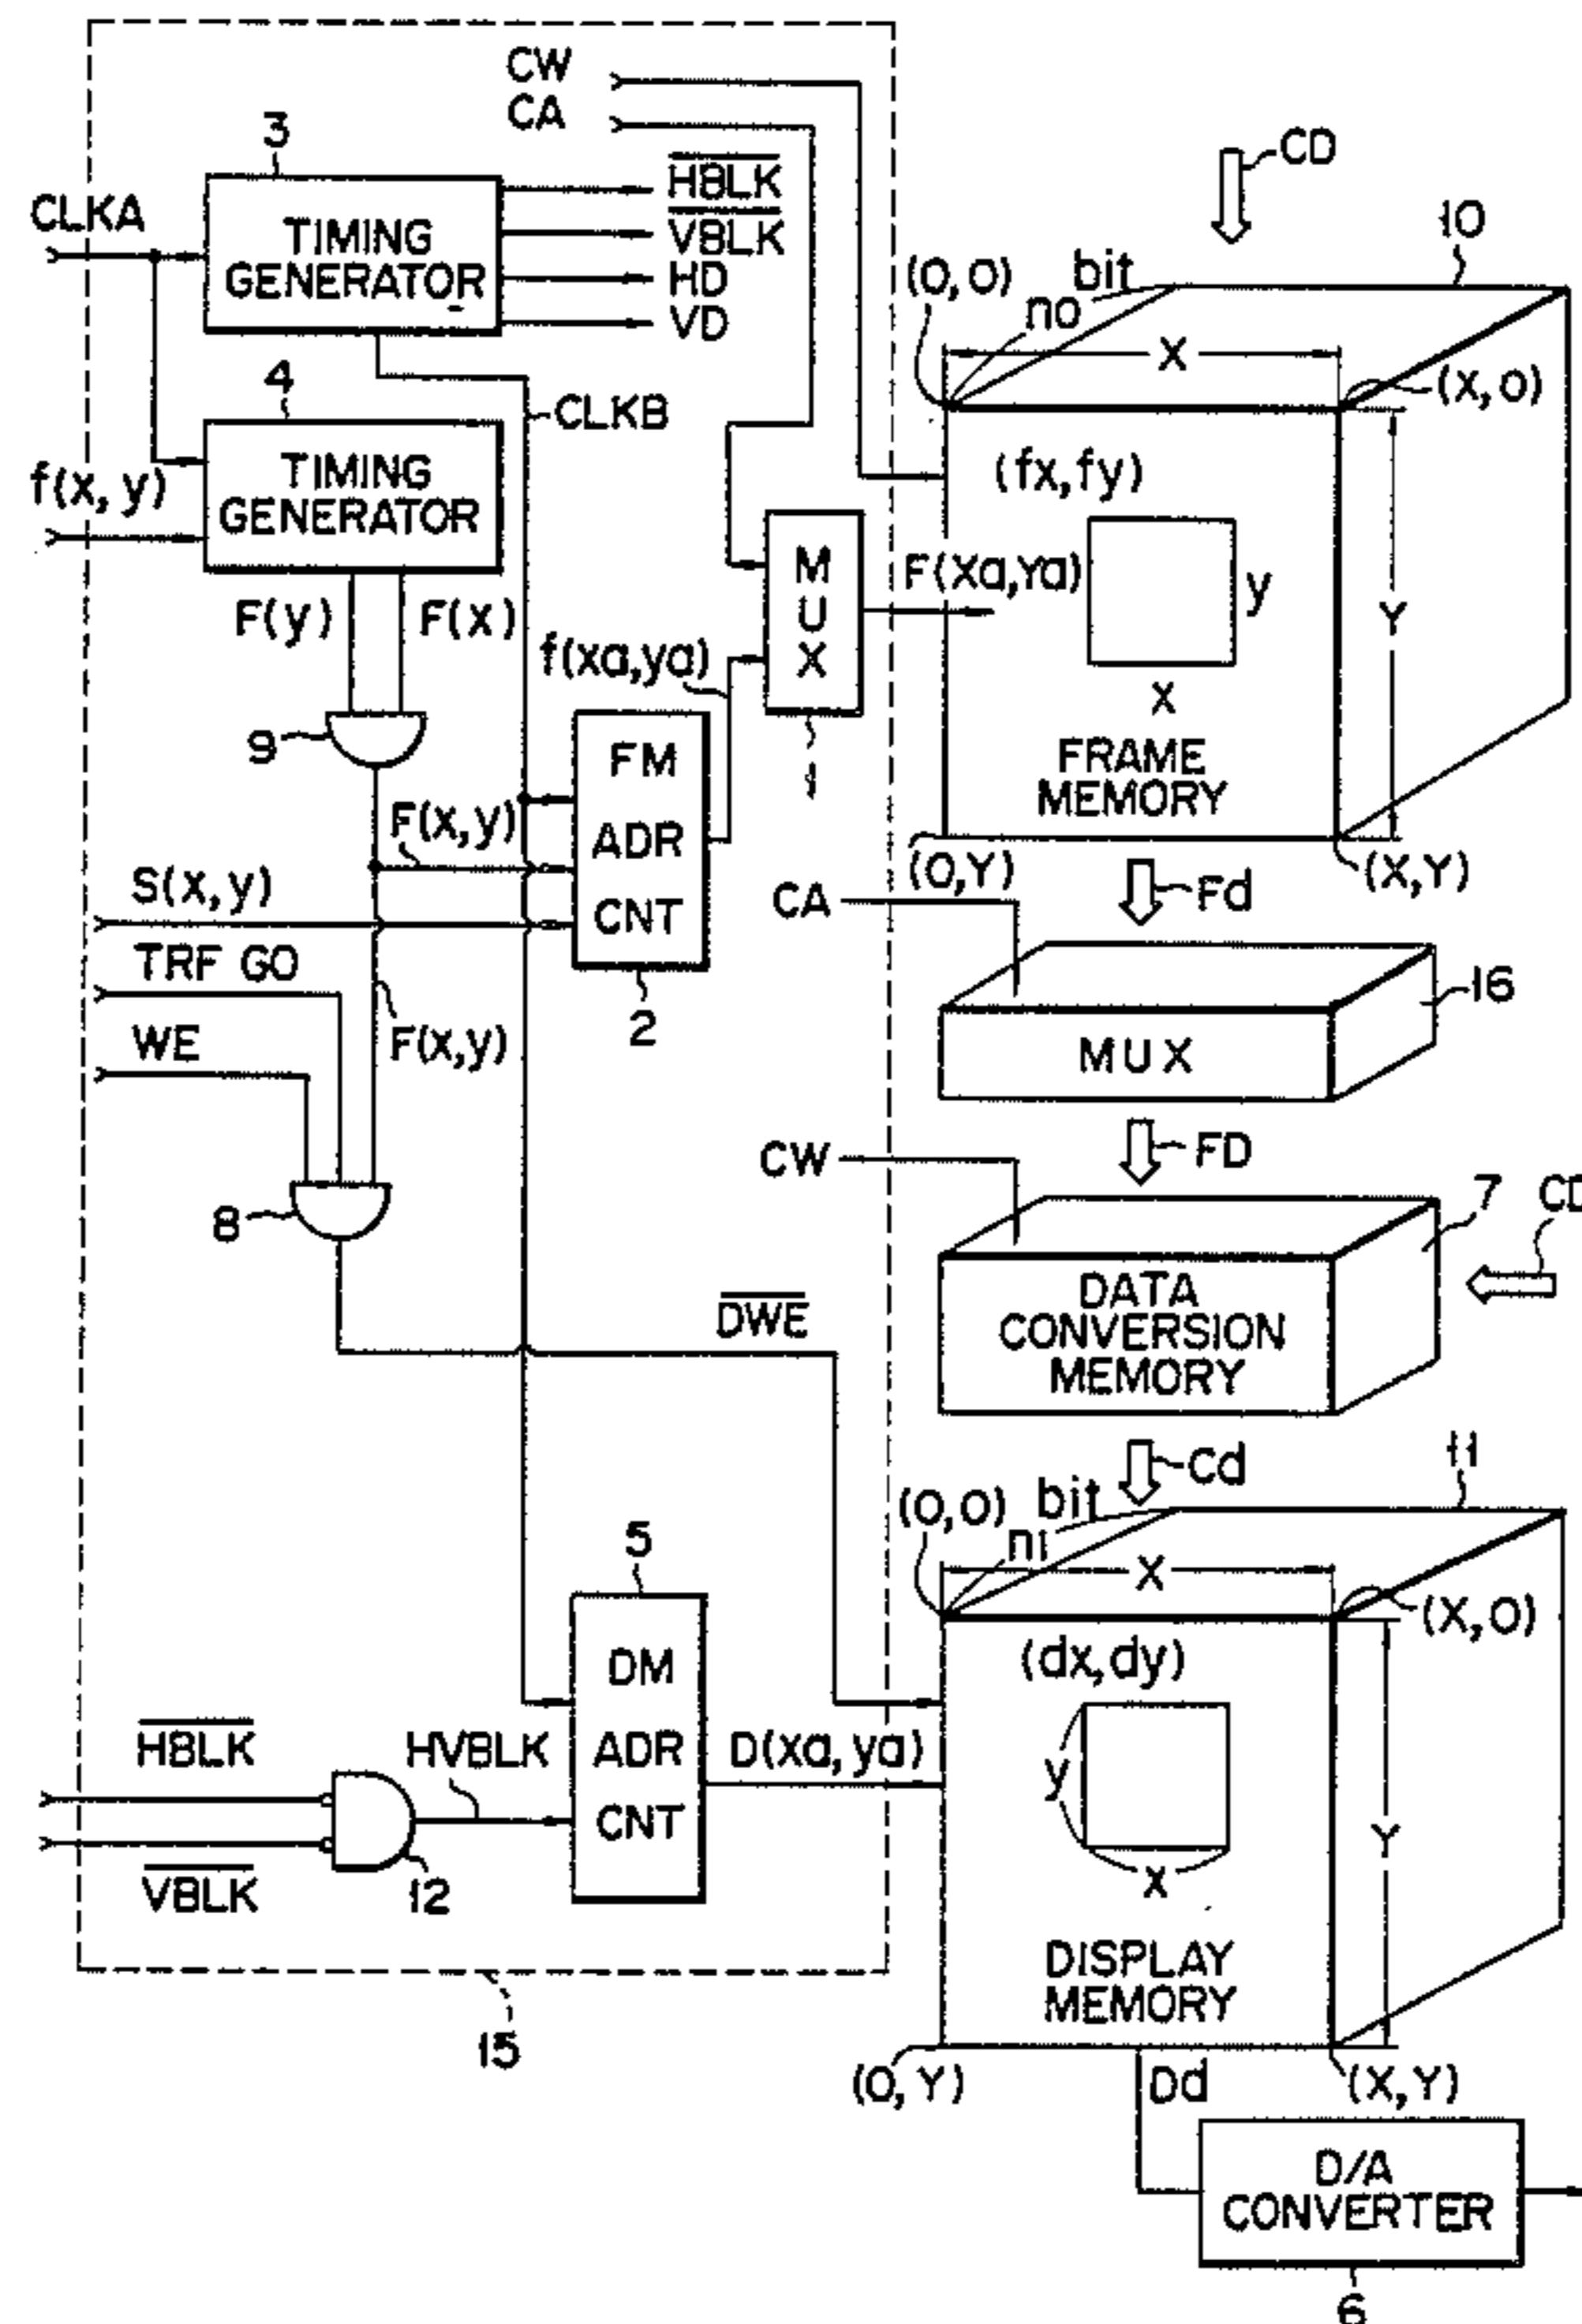 CW
CA
CD
3
HBLK
VBLK
HD
VD
CLKA
TIMING
GENERATOR
10
(0,0)
no
bit
X
(X,0)
4
CLKB
f(x,y)
TIMING
GENERATOR
(fx,fy)
M
U
X
F(Xa,Ya)
y
Y
x
F(y)
F(x)
f(xa,ya)
9
FM
ADR
CNT
FRAME
MEMORY
F(x,y)
(0,Y)
(X,Y)
S(x,y)
CA
Fd
TRF GO
16
2
WE
F(x,y)
MUX
CW
FD
7
CD
8
DATA
CONVERSION
MEMORY
DWE
Cd
11
(0,0)
ni
bit
X
(X,0)
5
DM
ADR
CNT
(dx,dy)
HBLK
HVBLK
D(xa,ya)
y
Y
x
VBLK
12
DISPLAY
MEMORY
15
(0,Y)
Dd
(X,Y)
D/A
CONVERTER
6